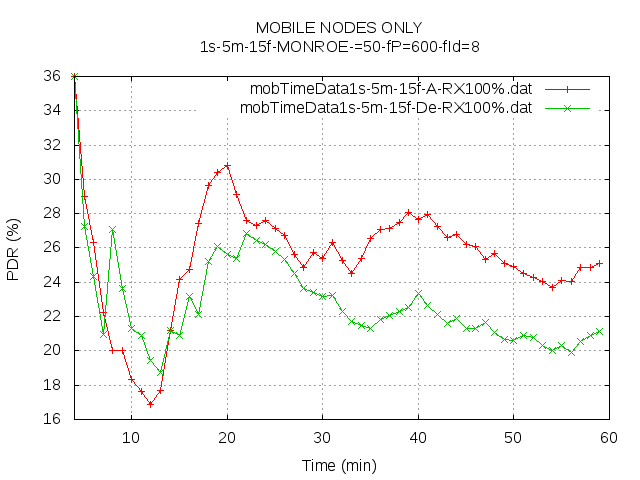 MOBILE NODES ONLY
1s-5m-15f-MONROE-=50-fP=600-fId=8
mobTimeData1s-5m-15f-A-RX100%.dat
mobTimeData1s-5m-15f-De-RX100%.dat
PDR (%)
36
34
32
30
28
26
24
22
20
18
16
10 20 30 40 50 60
Time (min)